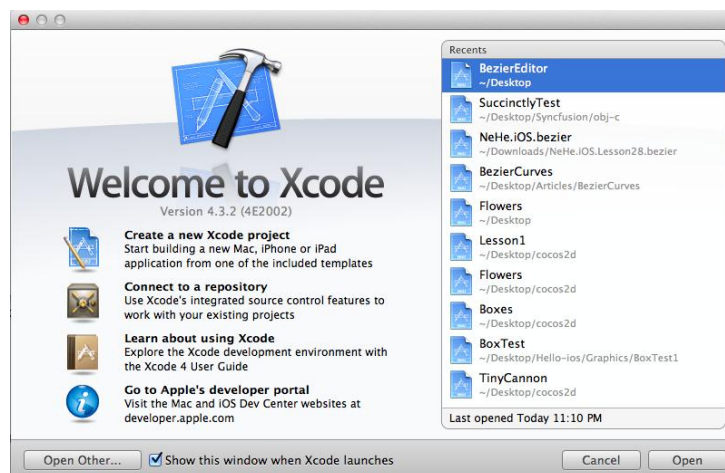 Welcome to Xcode
Version 4.3.2 (4E2002)
Create a new Xcode project
Start building a new Mac, iPhone or iPad
application from one of the included templates
Connect to a repository
Use Xcode's integrated source control features to
work with your existing projects
Learn about using Xcode
Explore the Xcode development environment with
the Xcode 4 User Guide
Go to Apple's developer portal
Visit the Mac and iOS Dev Center websites at
developer.apple.com
Recents
BezierEditor
~/Desktop
SuccinctlyTest
~/Desktop/Syncfusion/obj-c
NeHe.iOS.bezier
~/Downloads/NeHe.iOS.Lesson28.bezier
BezierCurves
~/Desktop/Articles/BezierCurves
Flowers
~/Desktop
Lesson1
~/Desktop/cocos2d
Flowers
~/Desktop/cocos2d
Boxes
~/Desktop/cocos2d
BoxTest
~/Desktop/Hello-ios/Graphics/BoxTest1
TinyCannon
~/Desktop/cocos2d
Last opened Today 11:10 PM
Open Other...
Show this window when Xcode launches
Cancel
Open